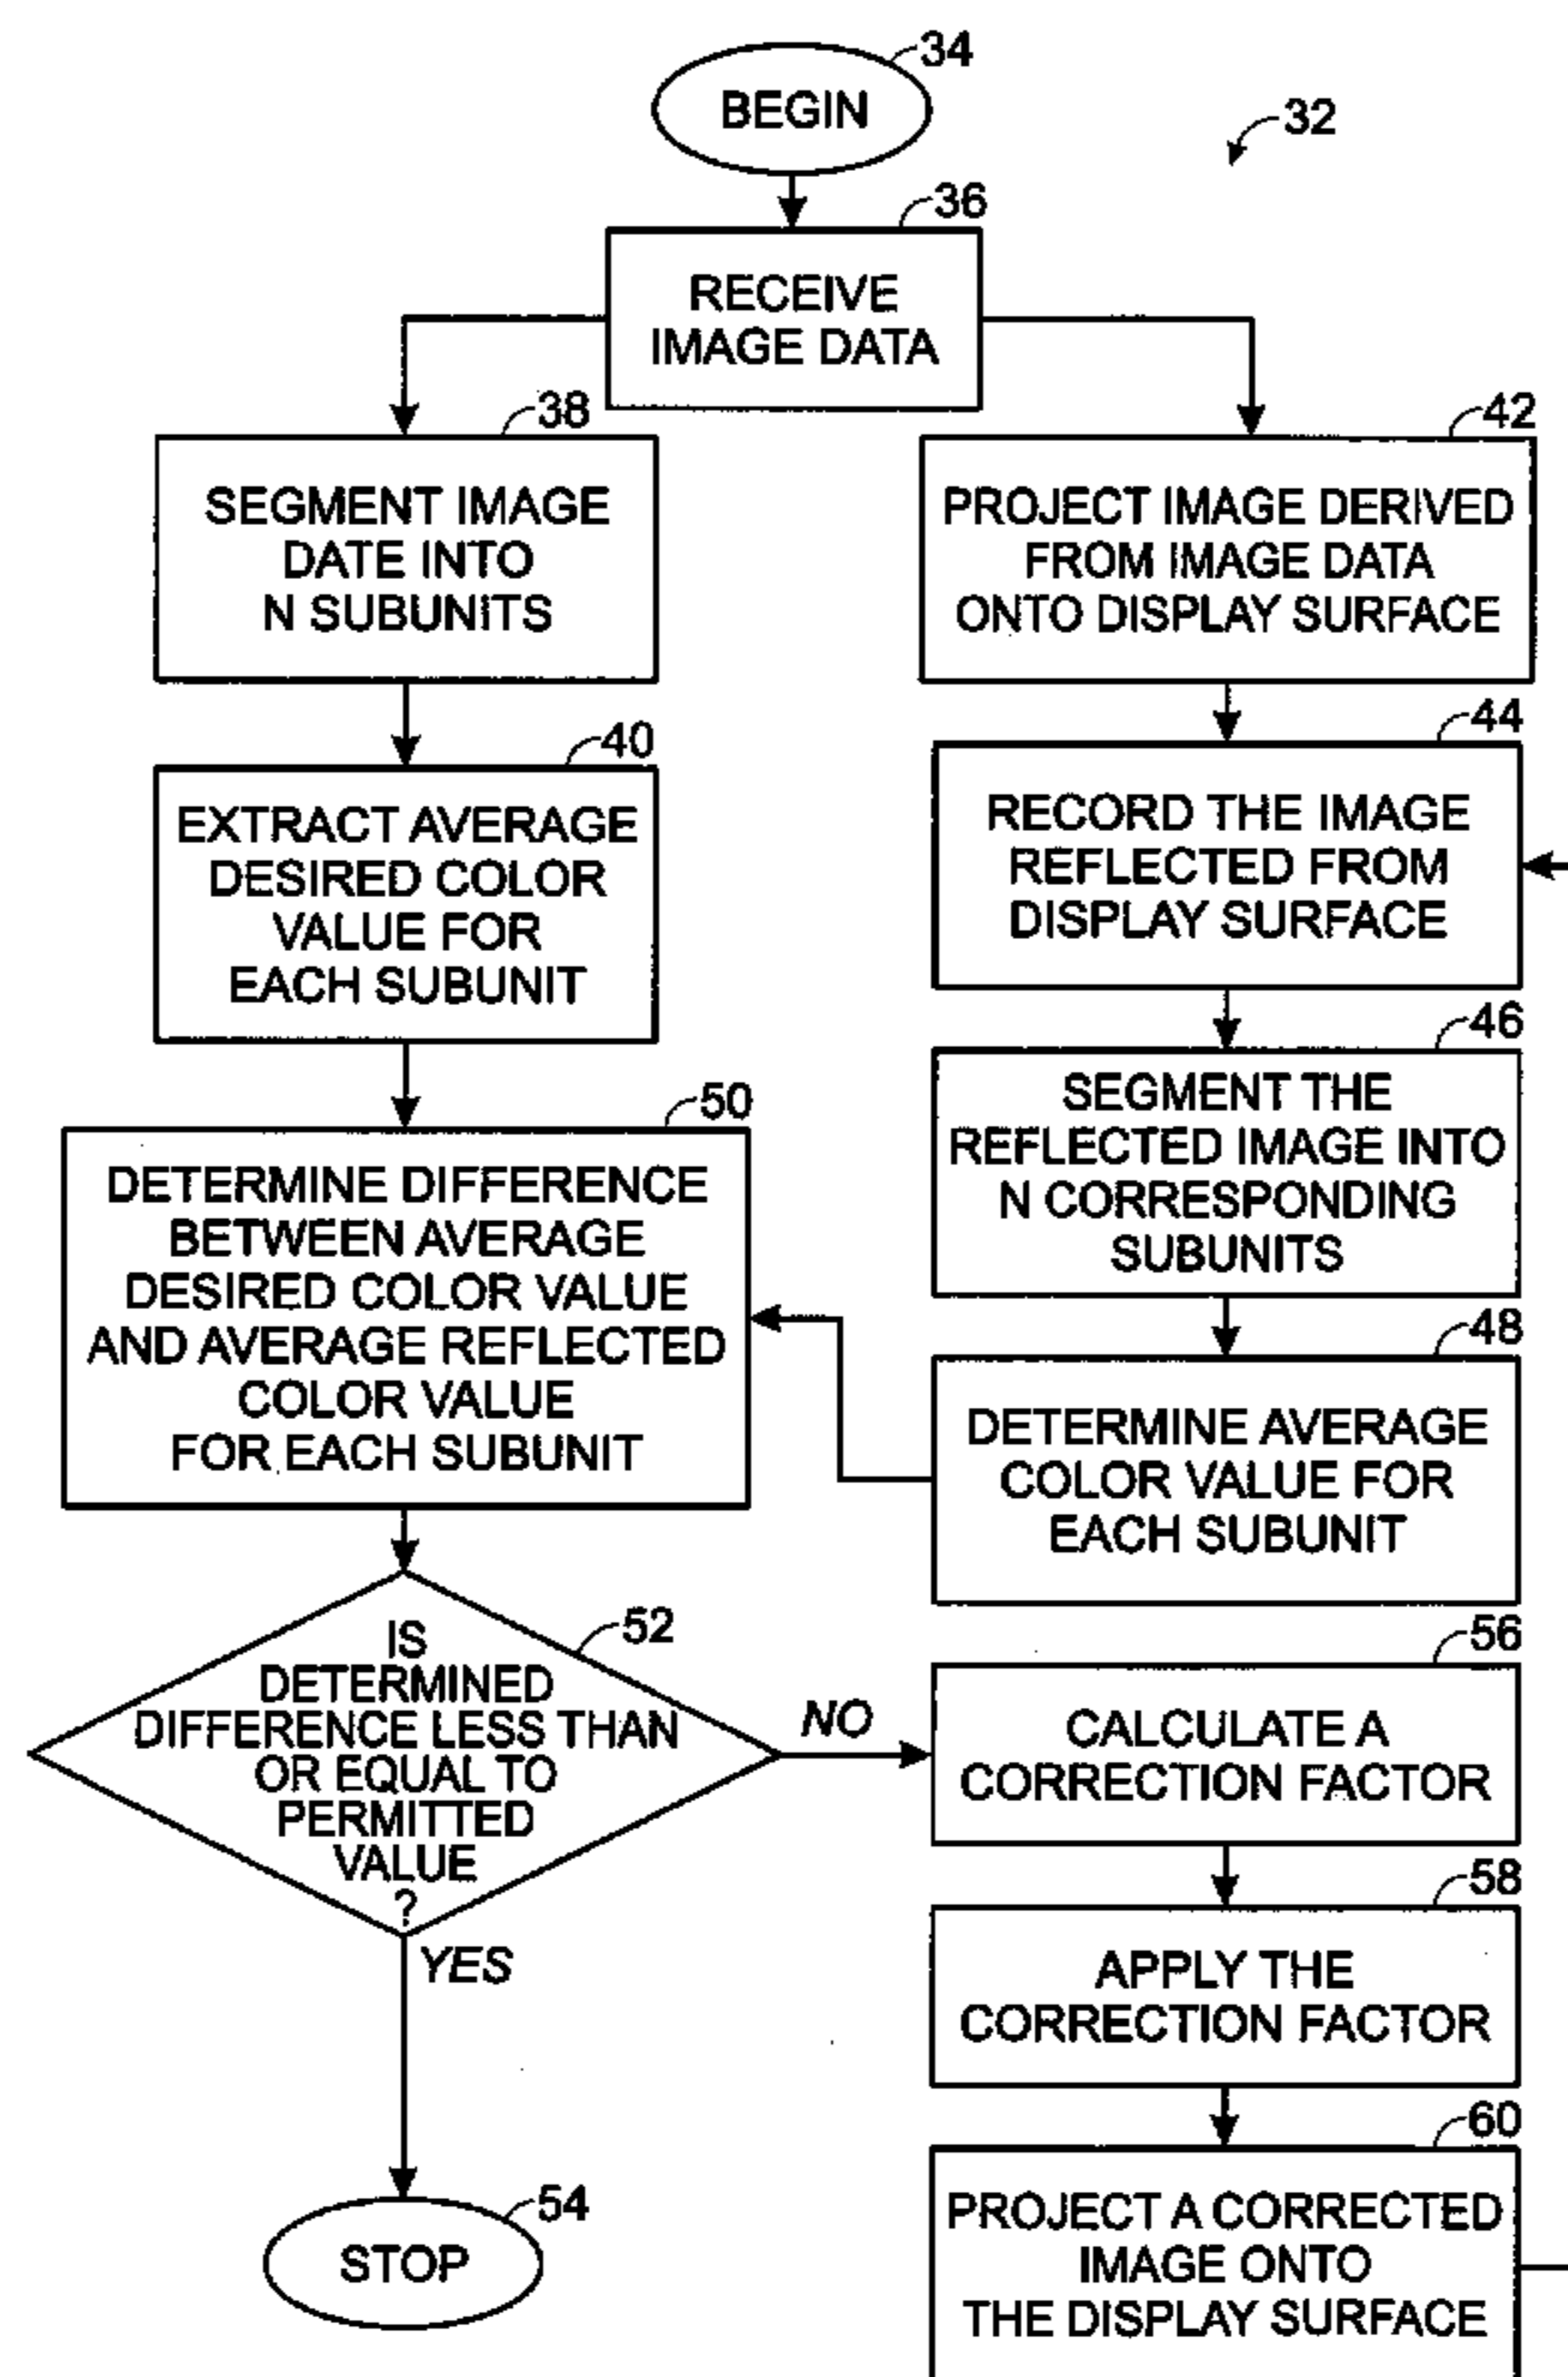 34
BEGIN
32
36
RECEIVE
IMAGE DATA
38
SEGMENT IMAGE
DATE INTO
N SUBUNITS
42
PROJECT IMAGE DERIVED
FROM IMAGE DATA
ONTO DISPLAY SURFACE
40
EXTRACT AVERAGE
DESIRED COLOR
VALUE FOR
EACH SUBUNIT
44
RECORD THE IMAGE
REFLECTED FROM
DISPLAY SURFACE
46
SEGMENT THE
REFLECTED IMAGE INTO
N CORRESPONDING
SUBUNITS
50
DETERMINE DIFFERENCE
BETWEEN AVERAGE
DESIRED COLOR VALUE
AND AVERAGE REFLECTED
COLOR VALUE
FOR EACH SUBUNIT
48
DETERMINE AVERAGE
COLOR VALUE FOR
EACH SUBUNIT
52
IS
DETERMINED
DIFFERENCE LESS THAN
OR EQUAL TO
PERMITTED
VALUE
?
NO
YES
56
CALCULATE A
CORRECTION FACTOR
58
APPLY THE
CORRECTION FACTOR
60
PROJECT A CORRECTED
IMAGE ONTO
THE DISPLAY SURFACE
54
STOP